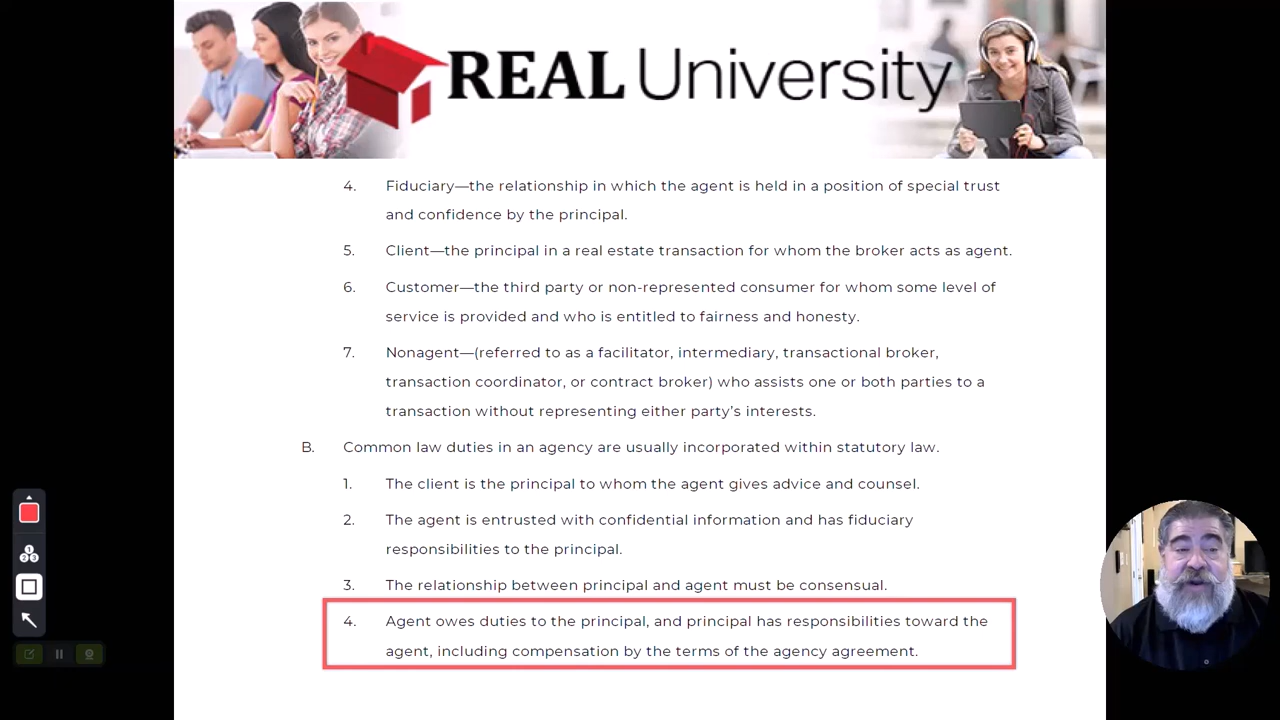 REAL University
4. Fiduciary—the relationship in which the agent is held in a position of special trust
and confidence by the principal.
5. Client—the principal in a real estate transaction for whom the broker acts as agent.
6. Customer—the third party or non-represented consumer for whom some level of
service is provided and who is entitled to fairness and honesty.
7. Nonagent—(referred to as a facilitator, intermediary, transactional broker,
transaction coordinator, or contract broker) who assists one or both parties to a
transaction without representing either party’s interests.
B. Common law duties in an agency are usually incorporated within statutory law.
1. The client is the principal to whom the agent gives advice and counsel.
2. The agent is entrusted with confidential information and has fiduciary
responsibilities to the principal.
3. The relationship between principal and agent must be consensual.
4. Agent owes duties to the principal, and principal has responsibilities toward the
agent, including compensation by the terms of the agency agreement.